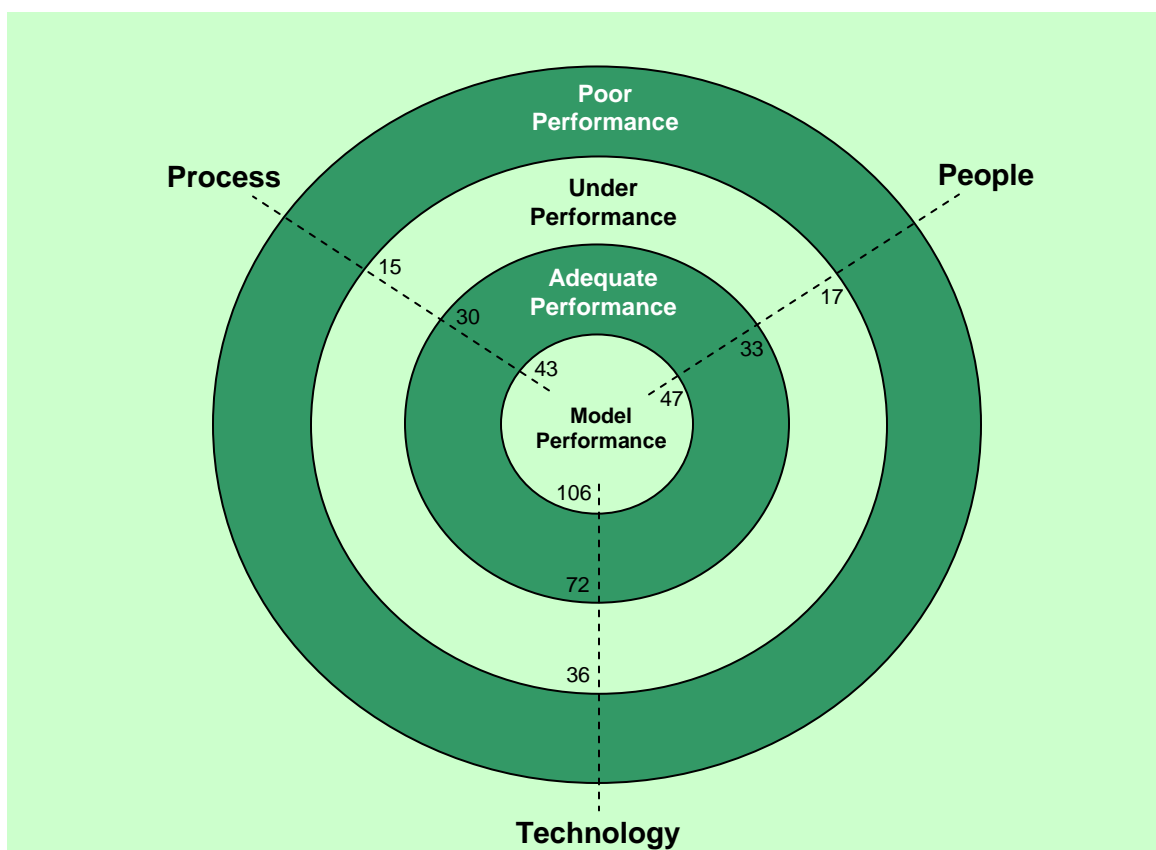 Poor
Performance
Process
People
Under
Performance
15
17
Adequate
Performance
30
33
43
47
Model
Performance
106
72
36
Technology